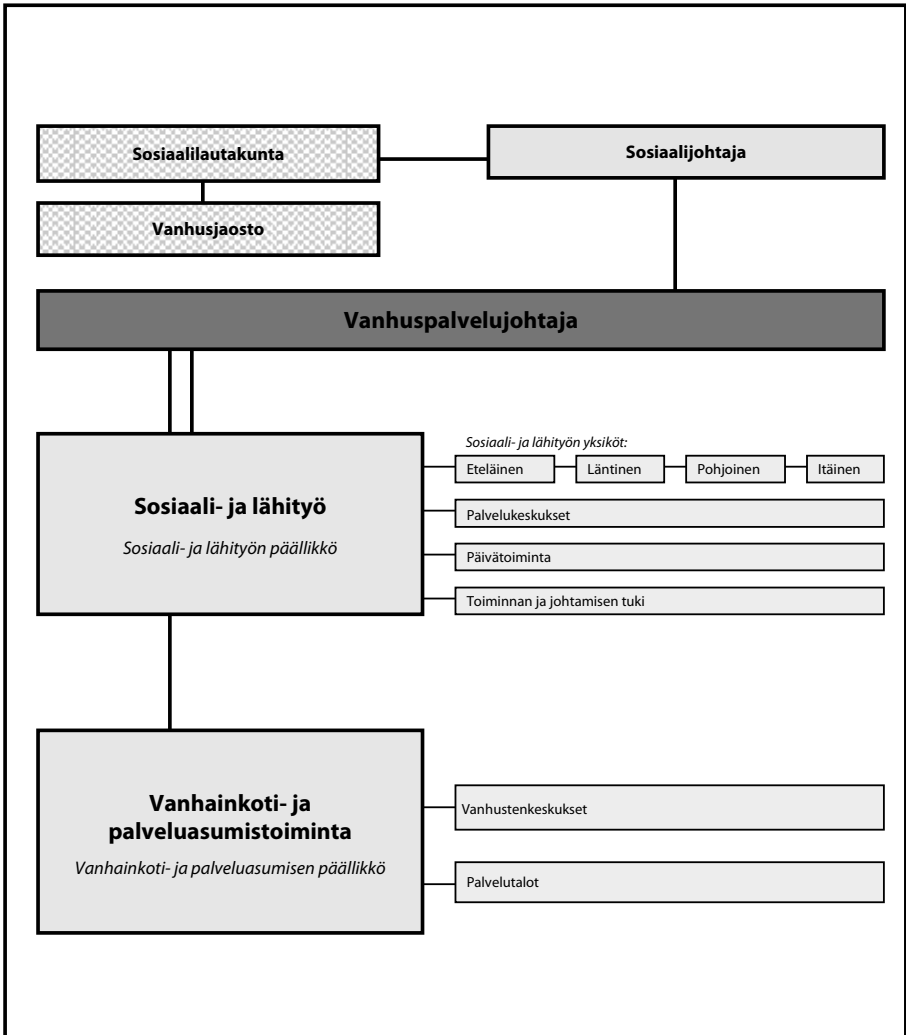 Sosiaalilautakunta
Sosiaalijohtaja
Vanhusjaosto
Vanhuspalvelujohtaja
Sosiaali- ja lähityö
Sosiaali- ja lähityön päällikkö
Sosiaali- ja lähityön yksiköt:
Eteläinen Läntinen Pohjoinen Itäinen
Palvelukeskukset
Päivätoiminta
Toiminnan ja johtamisen tuki
Vanhainkoti- ja
palveluasumistoiminta
Vanhainkoti- ja palveluasumisen päällikkö
Vanhustenkeskukset
Palvelutalot